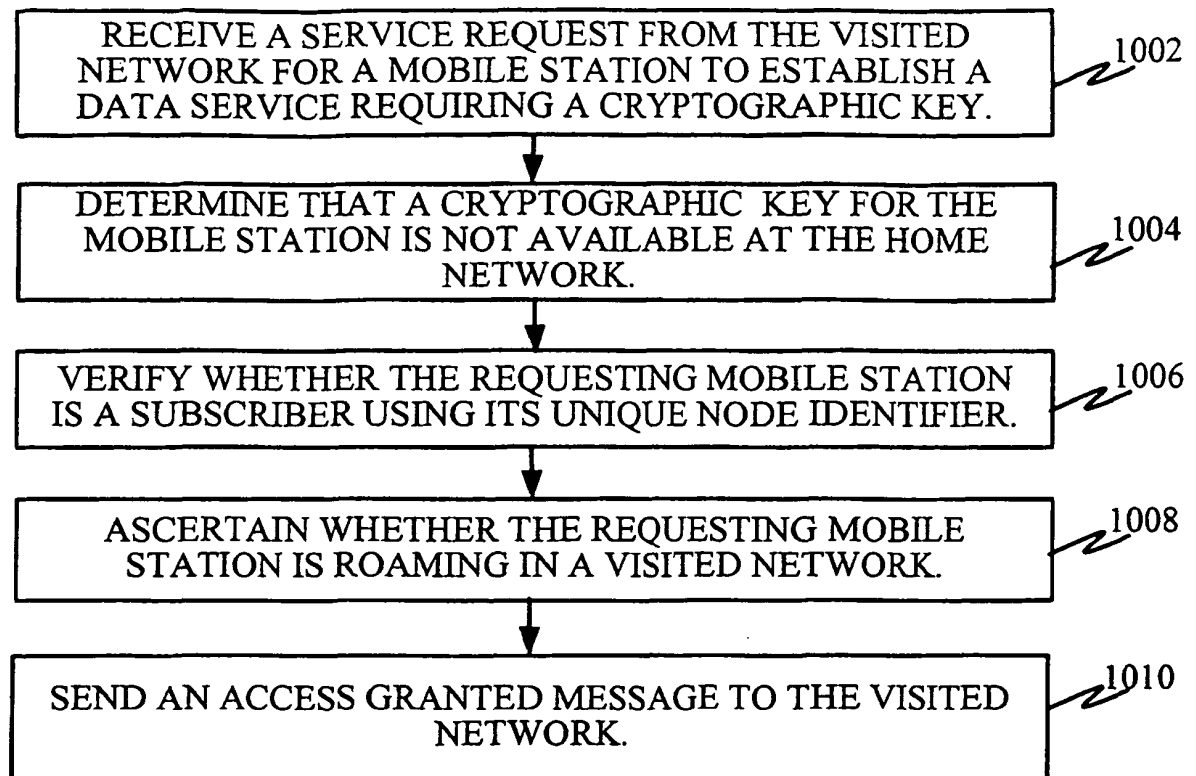 RECEIVE A SERVICE REQUEST FROM THE VISITED
NETWORK FOR A MOBILE STATION TO ESTABLISH A
DATA SERVICE REQUIRING A CRYPTOGRAPHIC KEY.
1002
DETERMINE THAT A CRYPTOGRAPHIC KEY FOR THE
MOBILE STATION IS NOT AVAILABLE AT THE HOME
NETWORK.
1004
VERIFY WHETHER THE REQUESTING MOBILE STATION
IS A SUBSCRIBER USING ITS UNIQUE NODE IDENTIFIER.
1006
ASCERTAIN WHETHER THE REQUESTING MOBILE
STATION IS ROAMING IN A VISITED NETWORK.
1008
SEND AN ACCESS GRANTED MESSAGE TO THE VISITED
NETWORK.
1010